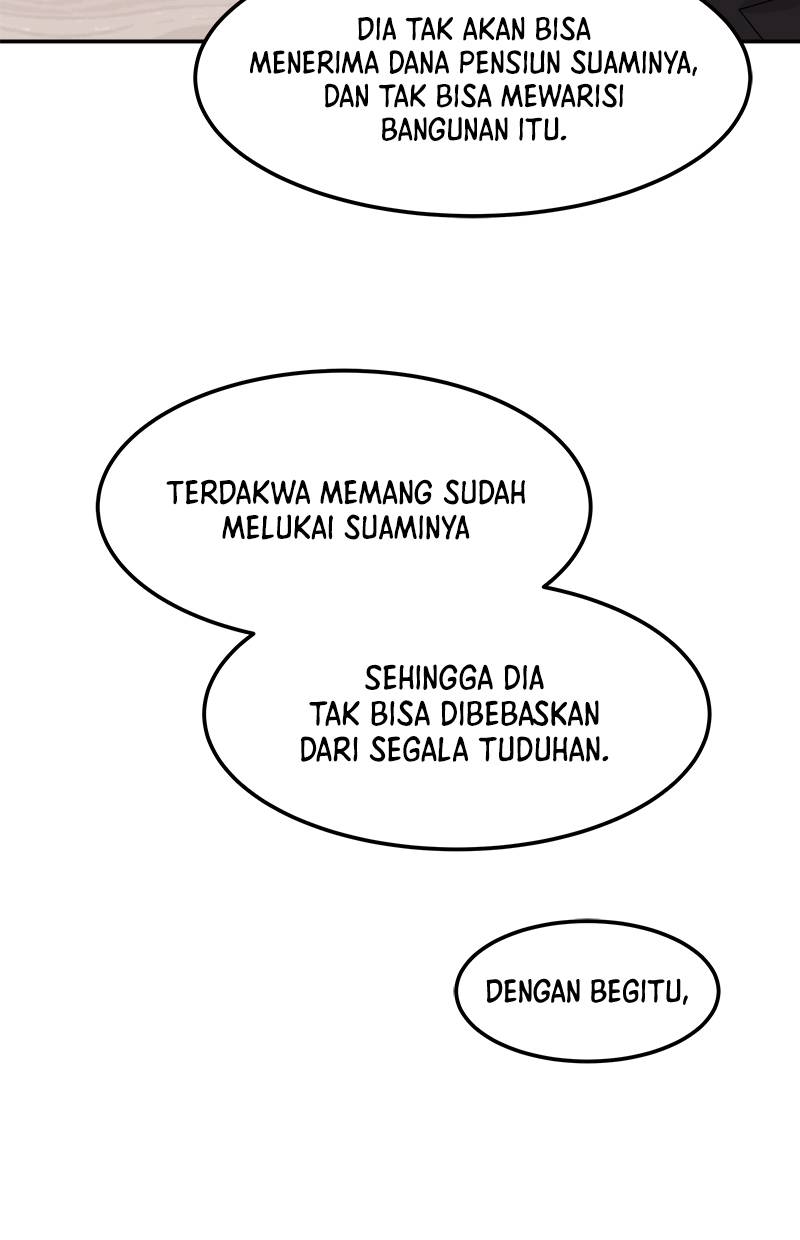 DIA TAK AKAN BISA
MENERIMA DANA PENSIUN SUAMINYA,
DAN TAK BISA MEWARISI
BANGUNAN ITU.
TERDAKWA MEMANG SUDAH
MELUKAI SUAMINYA
SEHINGGA DIA
TAK BISA DIBEBASKAN
DARI SEGALA TUDUHAN.
DENGAN BEGITU,